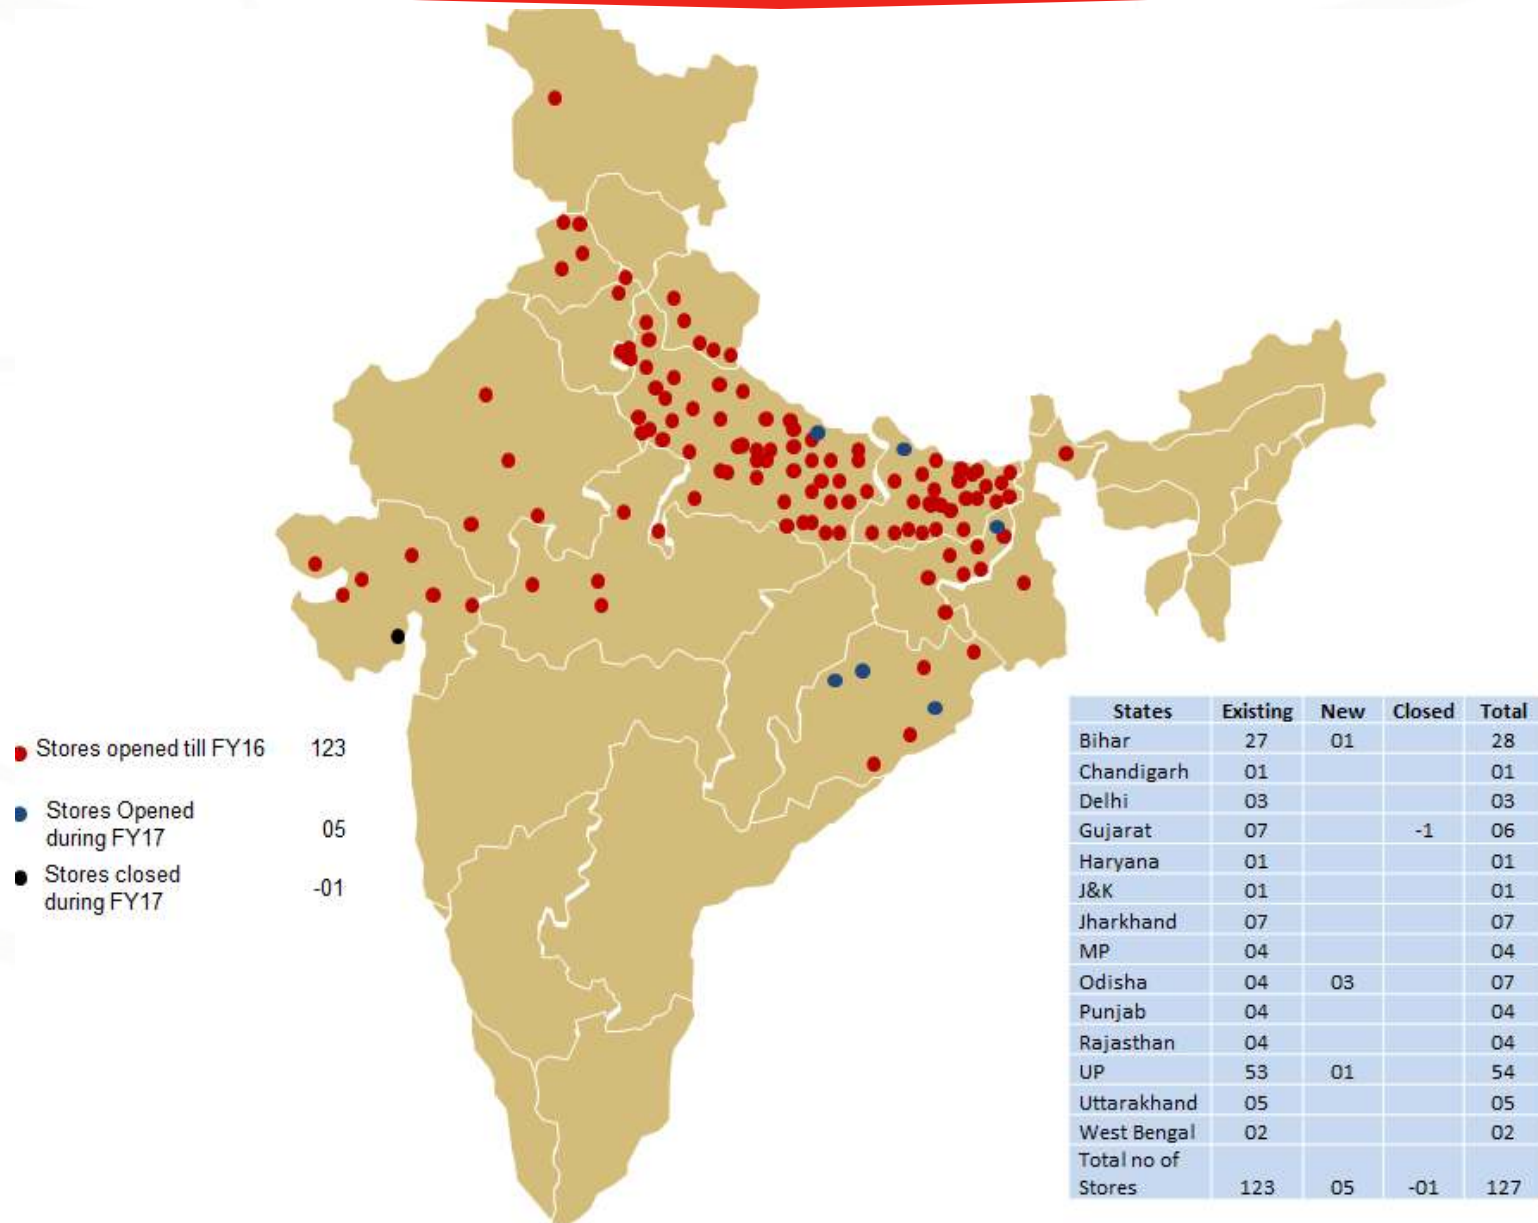 Stores opened till FY16 123
Stores Opened
during FY17 05
Stores closed
during FY17 -01
States Existing New Closed Total
Bihar 27 01 28
Chandigarh 01 01
Delhi 03 03
Gujarat 07 -1 06
Haryana 01 01
J&K 01 01
Jharkhand 07 07
MP 04 04
Odisha 04 03 07
Punjab 04 04
Rajasthan 04 04
UP 53 01 54
Uttarakhand 05 05
West Bengal 02 02
Total no of
Stores 123 05 -01 127